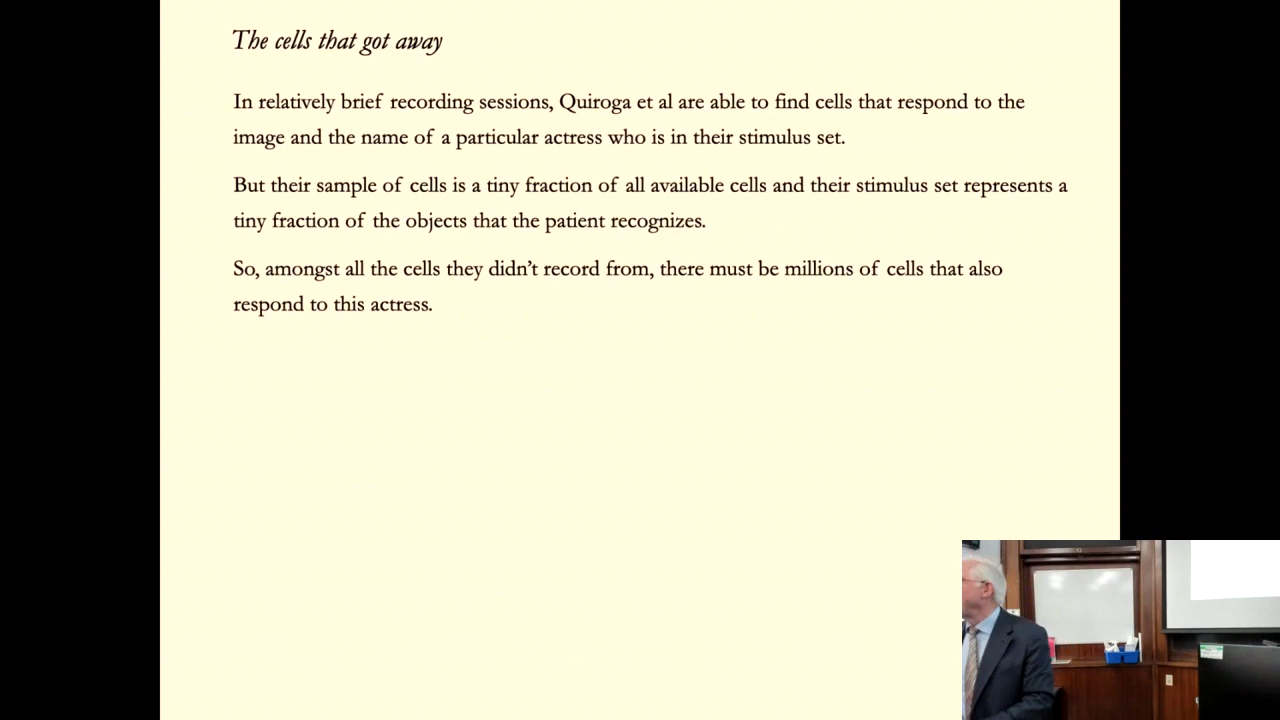 The cells that got away
In relatively brief recording sessions, Quiroga et al are able to find cells that respond to the
image and the name of a particular actress who is in their stimulus set.
But their sample of cells is a tiny fraction of all available cells and their stimulus set represents a
tiny fraction of the objects that the patient recognizes.
So, amongst all the cells they didn’t record from, there must be millions of cells that also
respond to this actress.